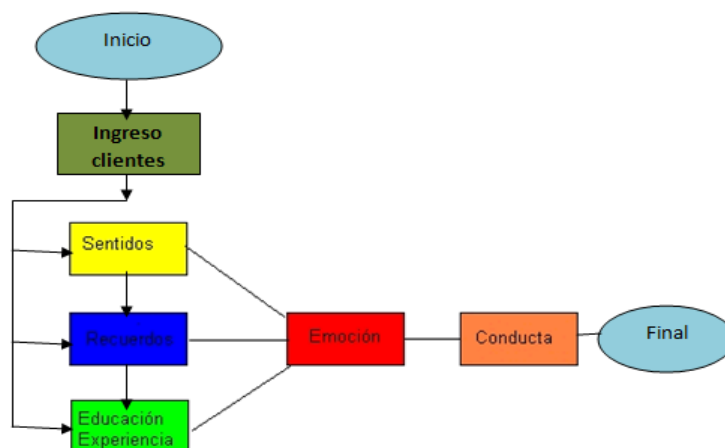 Inicio
Ingreso
clientes
Sentidos
Recuerdos
Emoción
Conducta
Final
Educación
Experiencia